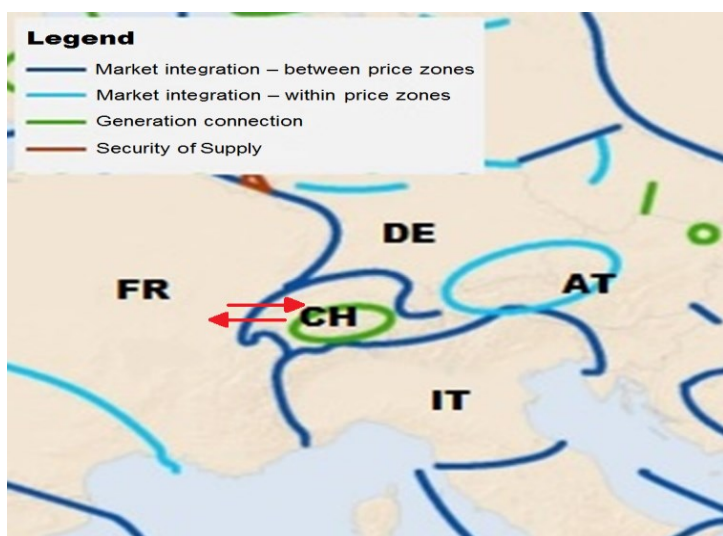 Legend
Market integration – between price zones
Market integration – within price zones
Generation connection
Security of Supply
DE
FR
AT
CH
IT